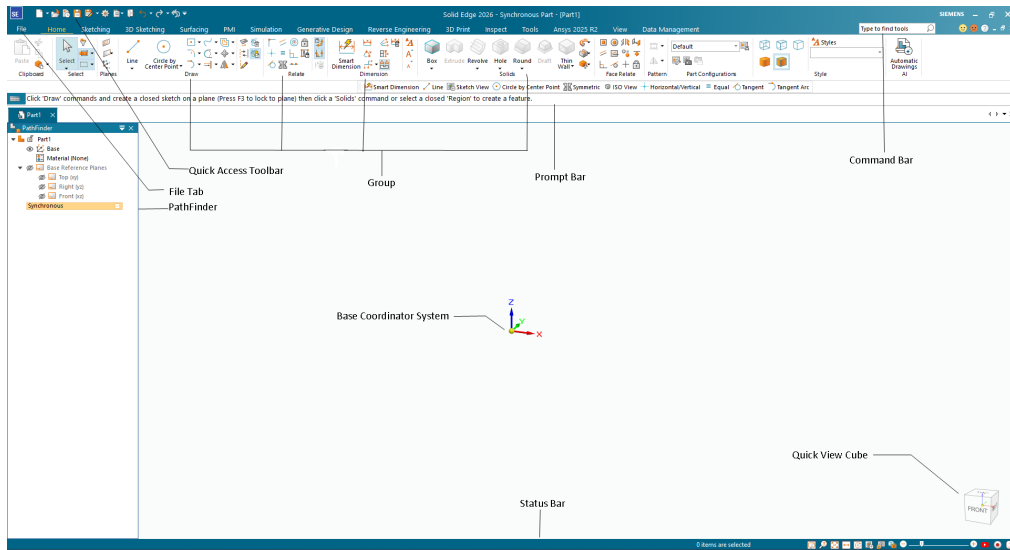 SE
Solid Edge 2026 - Synchronous Part - [Part1]
SIEMENS
File Home Sketching 3D Sketching Surfacing PMI Simulation Generative Design Reverse Engineering 3D Print Inspect Tools Ansys 2025 R2 View Data Management
Type to find tools
Paste Select Line Circle by Center Point Smart Dimension Box Extrude Revolve Hole Round Draft Thin Wall Default Styles Automatic Drawings
Clipboard Select Planes Draw Relate Dimension Solids Face Relate Pattern Part Configurations Style AI
Smart Dimension Line Sketch View Circle by Center Point Symmetric ISO View Horizontal/Vertical Equal Tangent Tangent Arc
Click 'Draw' commands and create a closed sketch on a plane (Press F3 to lock to plane) then click a 'Solids' command or select a closed 'Region' to create a feature.
Part1
PathFinder
Part1
Base
Material (None)
Base Reference Planes
Top (xy)
Right (yz)
Front (xz)
Synchronous
Quick Access Toolbar
File Tab
PathFinder
Group
Prompt Bar
Command Bar
Base Coordinator System
Z
Y
X
Quick View Cube
FRONT
Status Bar
0 items are selected